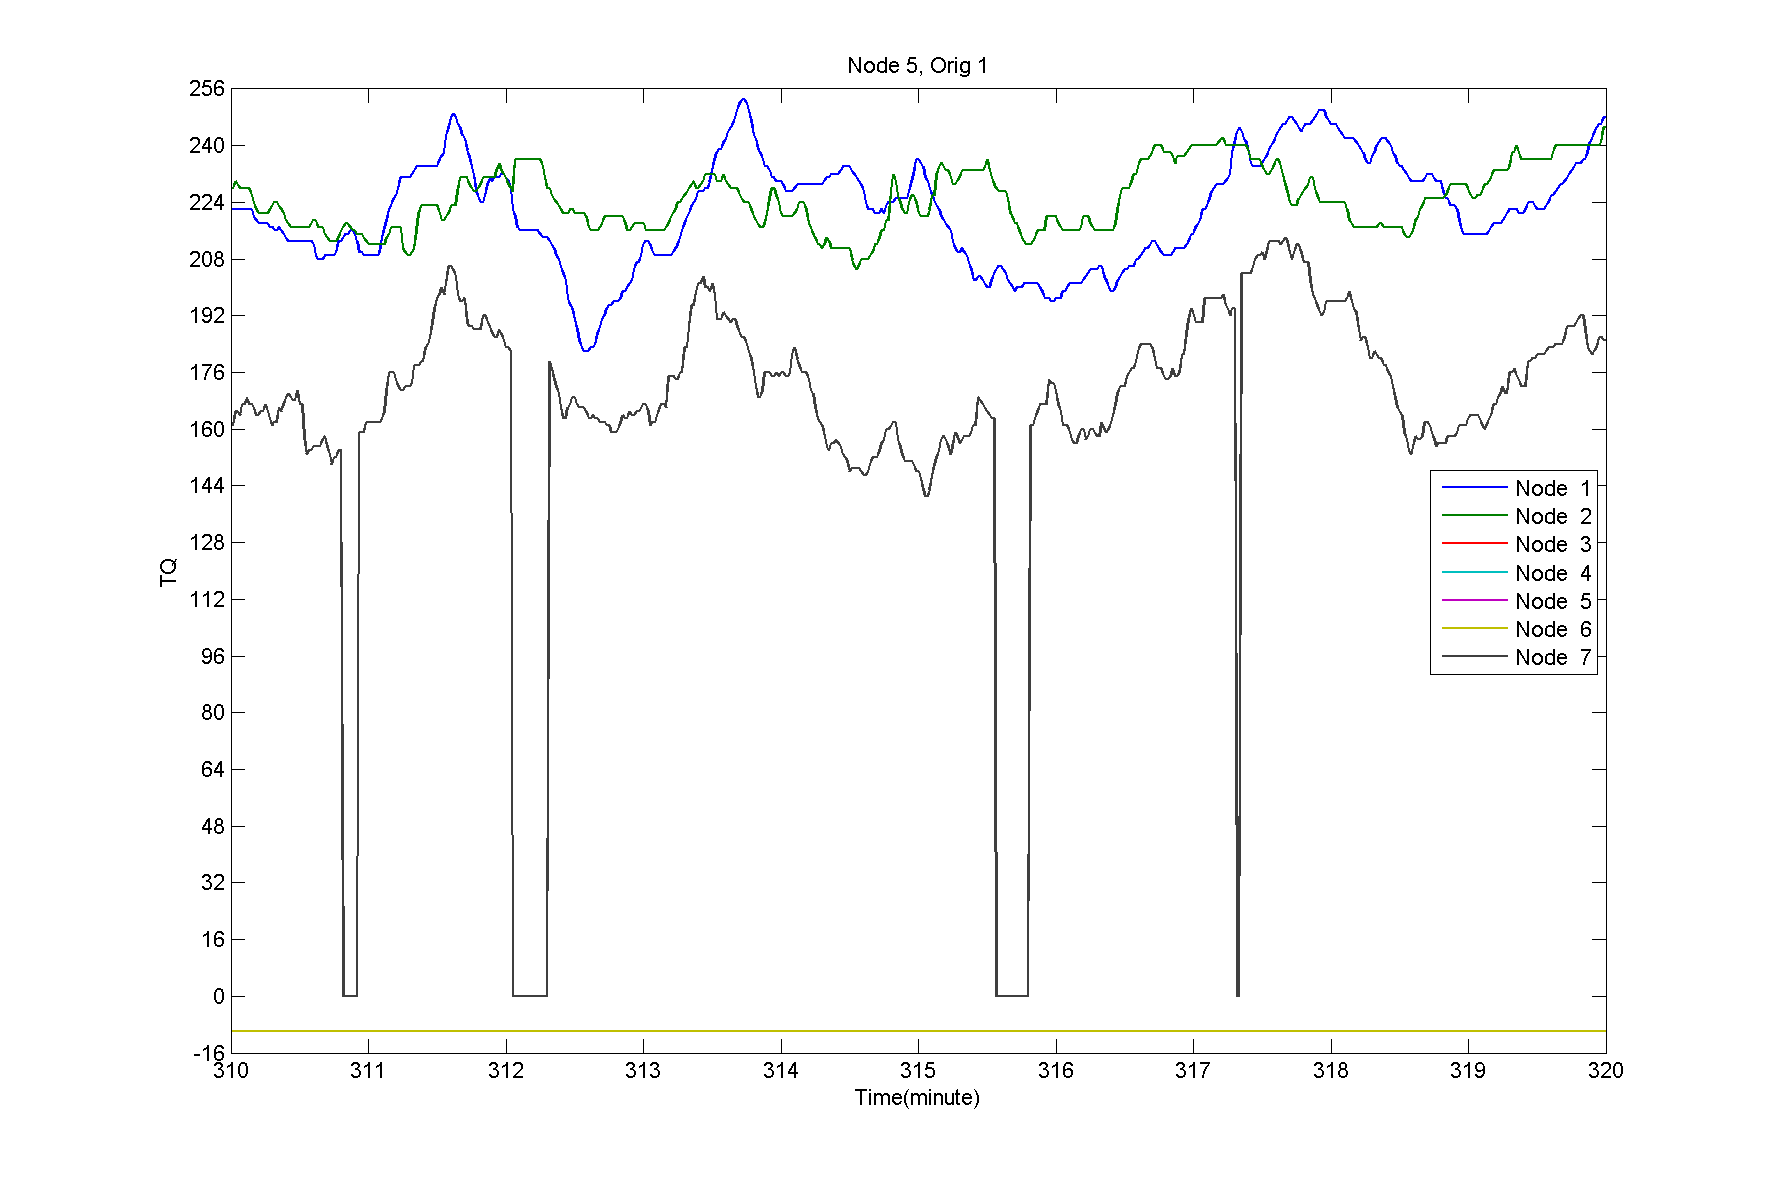 Node 5, Orig 1
256
240
224
208
192
176
160
144
128
112
96
80
64
48
32
16
0
-16
TQ
Node 1
Node 2
Node 3
Node 4
Node 5
Node 6
Node 7
310 311 312 313 314 315 316 317 318 319 320
Time(minute)